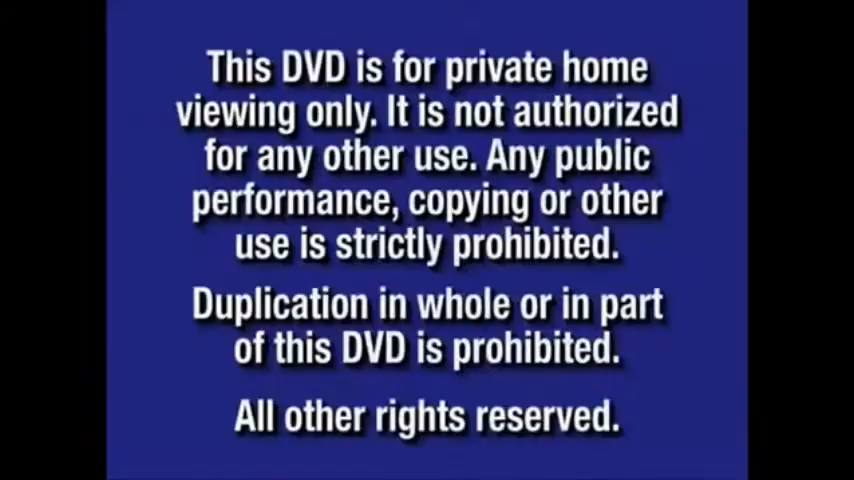 This DVD is for private home
viewing only. It is not authorized
for any other use. Any public
performance, copying or other
use is strictly prohibited.
Duplication in whole or in part
of this DVD is prohibited.
All other rights reserved.